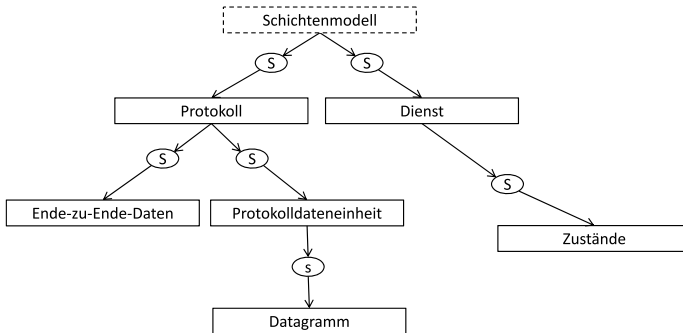 Schichtenmodell
S
S
Protokoll
Dienst
S
S
S
Ende-zu-Ende-Daten
Protokolldateneinheit
Zustände
s
Datagramm